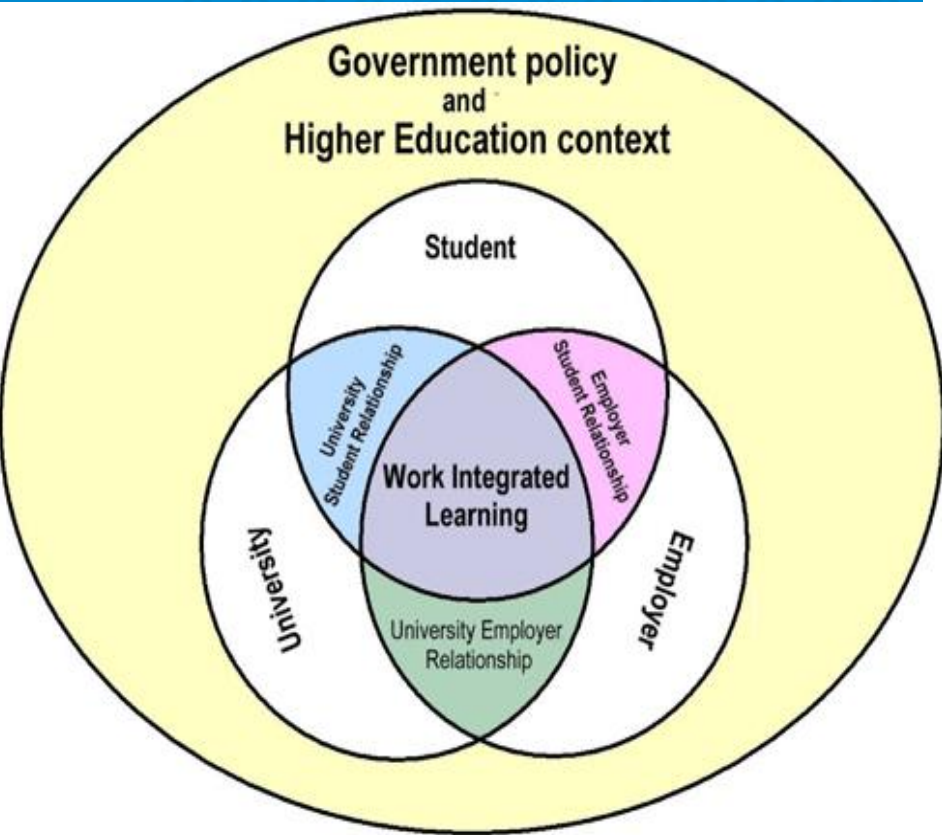 Government policy
and
Higher Education context
Student
University
Student Relationship
Employer
Student Relationship
Work Integrated
Learning
University
Employer
University Employer
Relationship